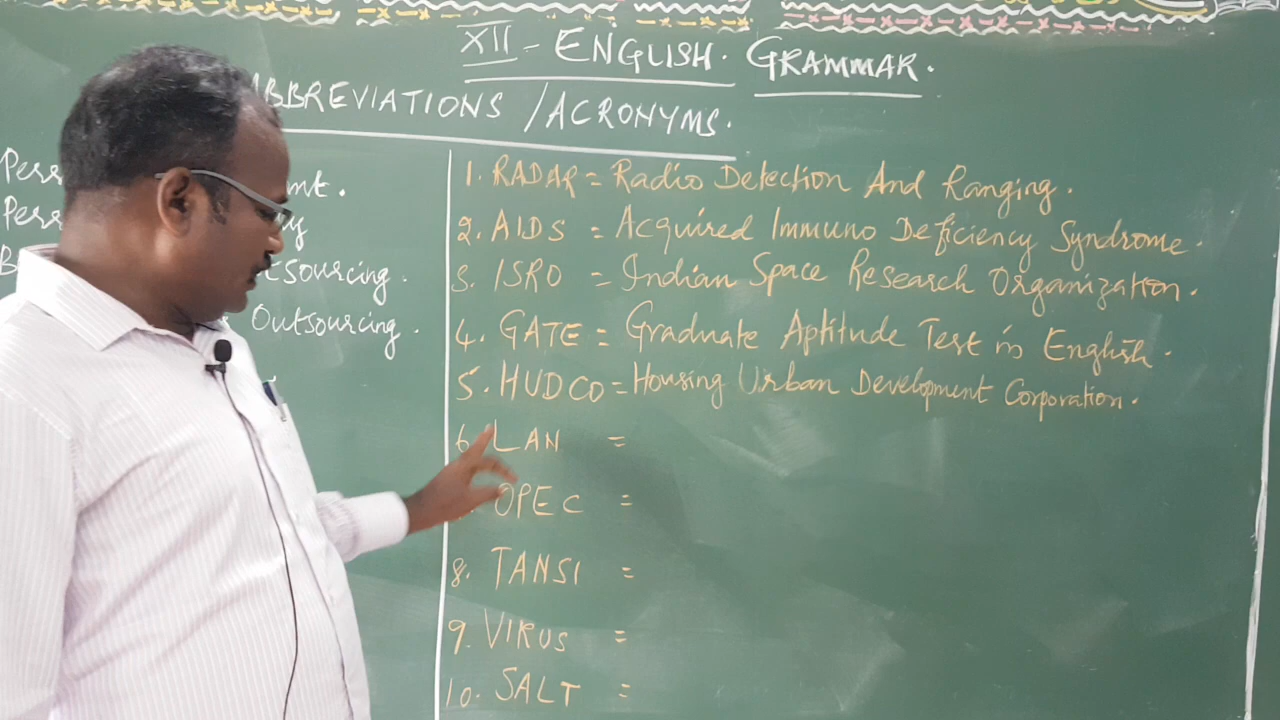 XII - ENGLISH. GRAMMAR.
ABBREVIATIONS / ACRONYMS.
mt.
esourcing.
Outsourcing.
1. RADAR = Radio Detection And Ranging.
2. AIDS = Acquired Immuno Deficiency Syndrome.
3. ISRO = Indian Space Research Organization.
4. GATE = Graduate Aptitude Test in English.
5. HUDCO = Housing Urban Development Corporation.
6. LAN =
OPEC =
8. TANSI =
9. VIRUS =
10. SALT =